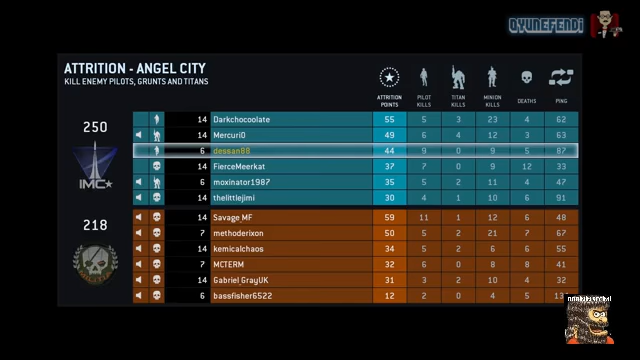 OYUNEFENDi
ATTRITION - ANGEL CITY
KILL ENEMY PILOTS, GRUNTS AND TITANS
ATTRITION POINTS PILOT KILLS TITAN KILLS MINION KILLS DEATHS PING
250
IMC
14 Darkchocoolate 55 5 3 23 4 62
14 Mercuri0 49 6 4 12 3 63
6 dessan88 44 9 0 9 5 87
14 FierceMeerkat 37 7 0 9 12 33
6 moxinator1987 35 5 2 11 4 47
14 thelittlejimi 30 4 1 10 6 91
218
14 Savage MF 59 11 1 12 6 48
7 methoderixon 50 5 2 21 7 67
14 kemicalchaos 34 5 2 6 6 55
7 MCTERM 32 6 0 8 8 41
14 Gabriel GrayUK 31 3 2 10 4 32
6 bassfisher6522 12 2 0 4 5